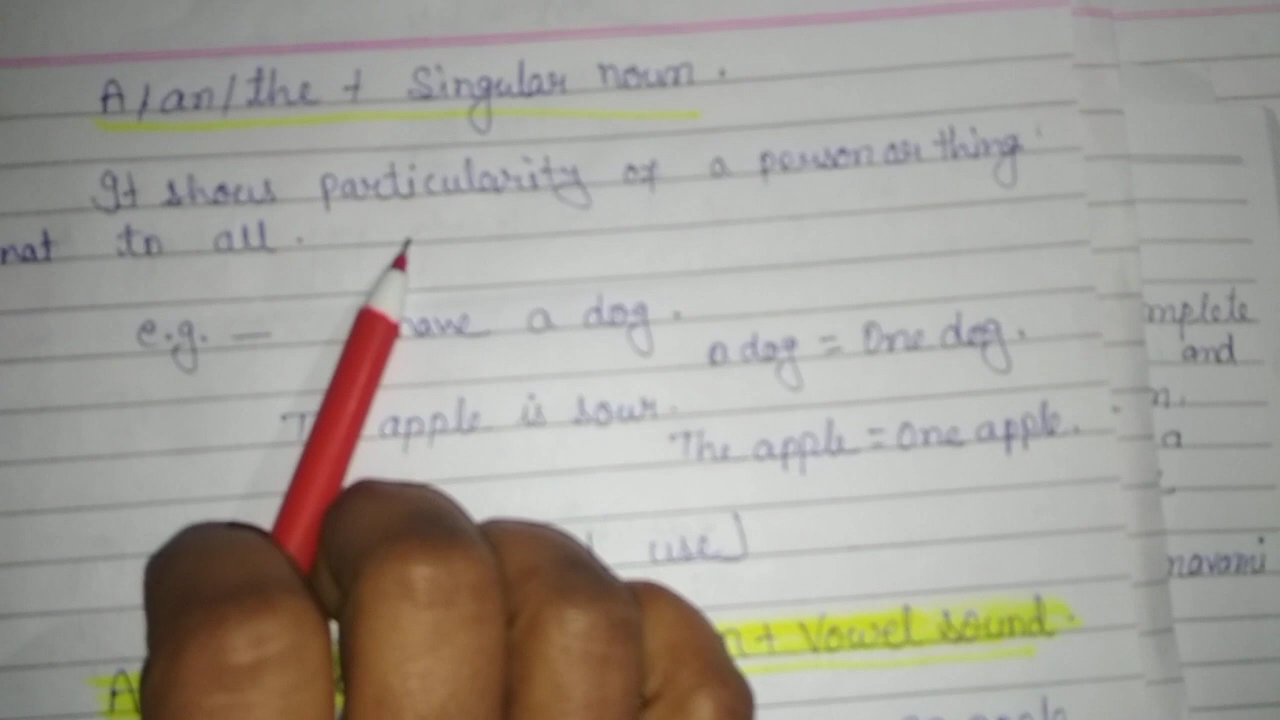 A/an/the + Singular noun.
It shows particularity of a person or thing
not to all.
e.g. — have a dog.
a dog = One dog.
apple is sour.
The apple = one apple.
use]
+ Vowel sound.
apple
mplete
and
n.
a
navami